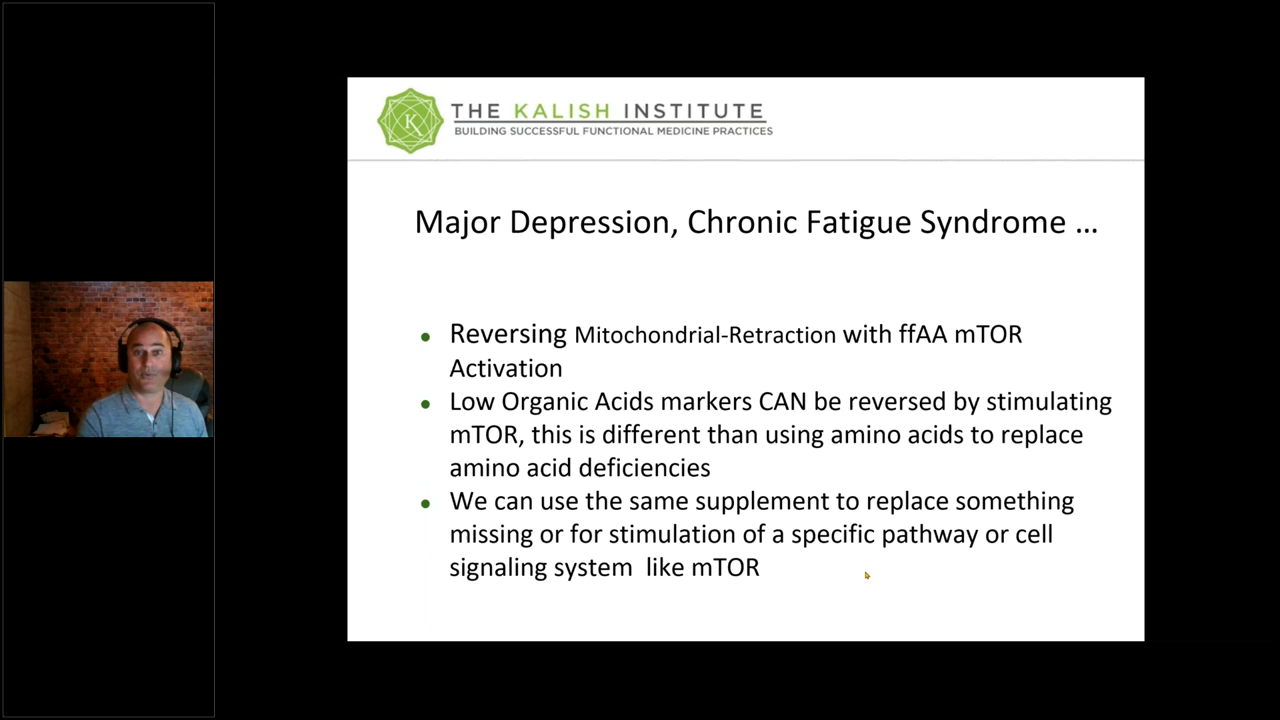 THE KALISH INSTITUTE
BUILDING SUCCESSFUL FUNCTIONAL MEDICINE PRACTICES
K
Major Depression, Chronic Fatigue Syndrome ...
• Reversing Mitochondrial-Retraction with ffAA mTOR
Activation
• Low Organic Acids markers CAN be reversed by stimulating
mTOR, this is different than using amino acids to replace
amino acid deficiencies
• We can use the same supplement to replace something
missing or for stimulation of a specific pathway or cell
signaling system like mTOR